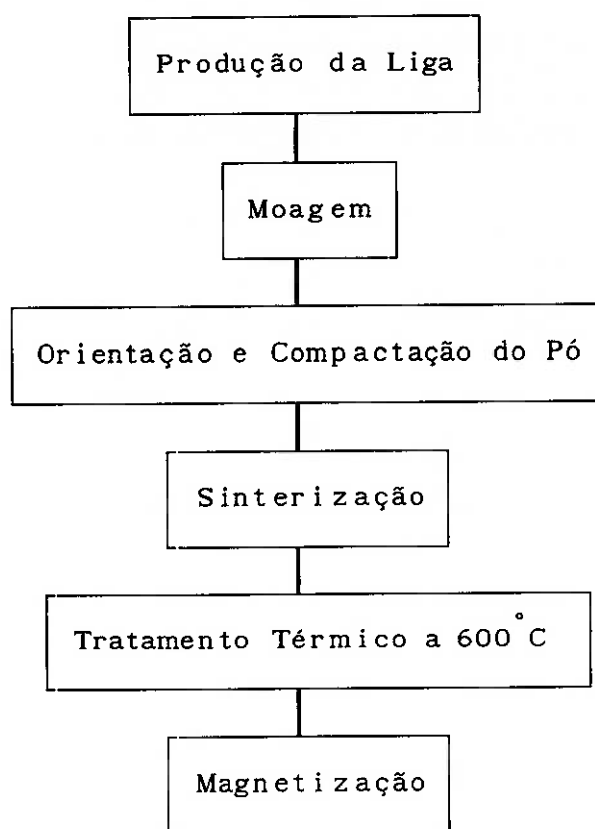 Produção da Liga
Moagem
Orientação e Compactação do Pó
Sinterização
Tratamento Térmico a 600°C
Magnetização